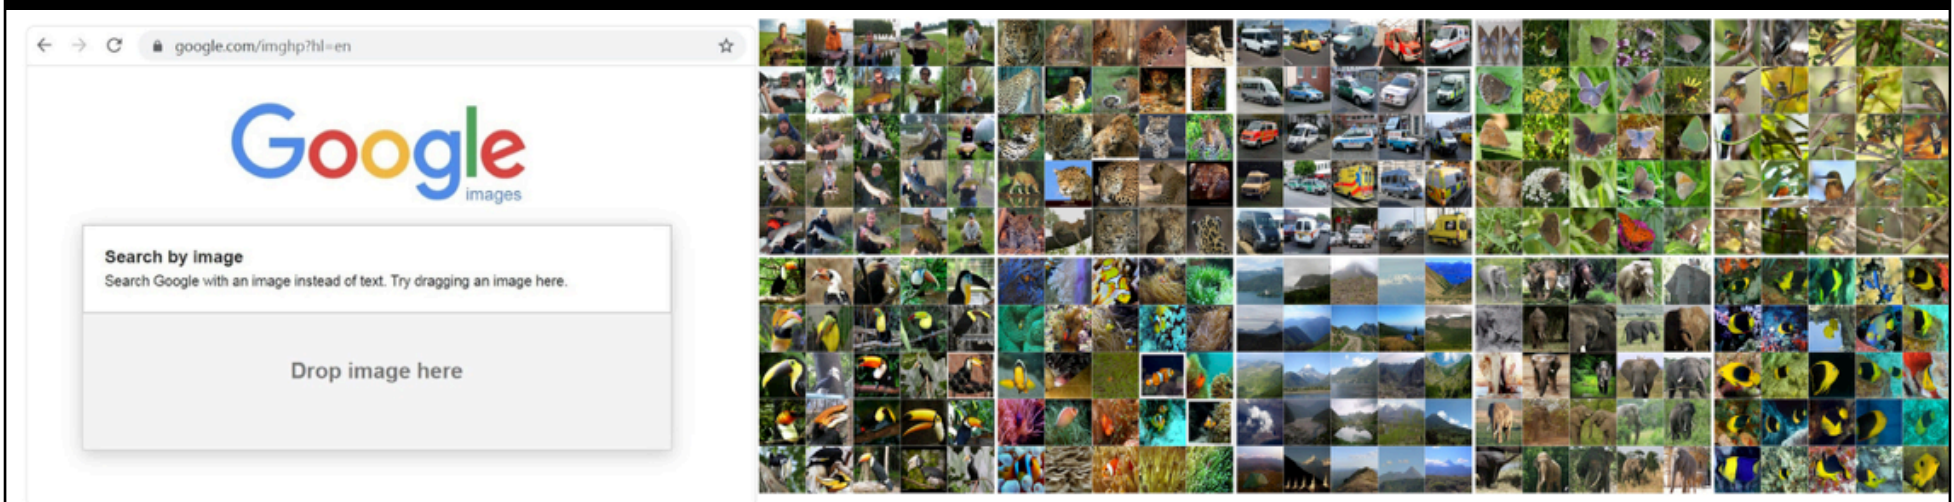 google.com/imghp?hl=en
Google
images
Search by image
Search Google with an image instead of text. Try dragging an image here.
Drop image here